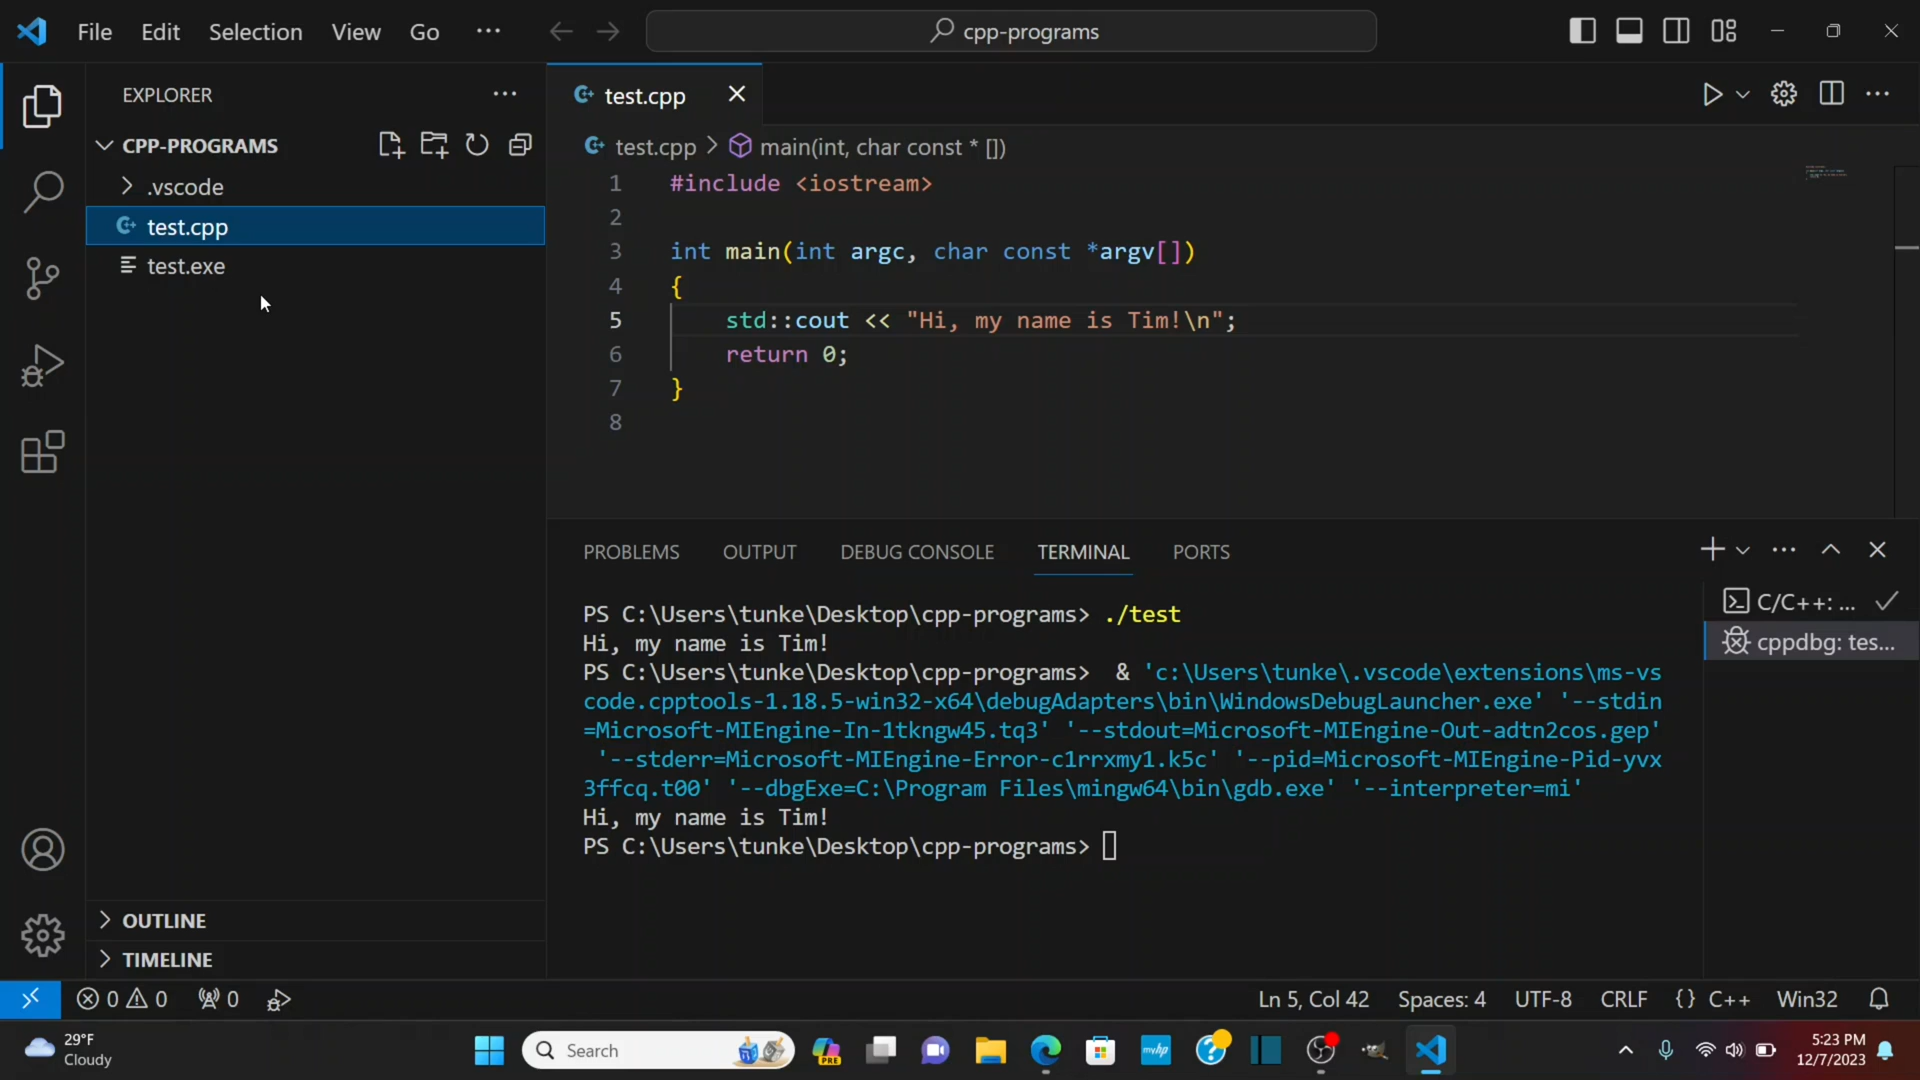 File Edit Selection View Go ··· cpp-programs
EXPLORER
CPP-PROGRAMS
.vscode
test.cpp
test.exe
OUTLINE
TIMELINE
test.cpp
test.cpp > main(int, char const * [])
1 #include <iostream>
2
3 int main(int argc, char const *argv[])
4 {
5 std::cout << "Hi, my name is Tim!\n";
6 return 0;
7 }
8
PROBLEMS OUTPUT DEBUG CONSOLE TERMINAL PORTS
PS C:\Users\tunke\Desktop\cpp-programs> ./test
Hi, my name is Tim!
PS C:\Users\tunke\Desktop\cpp-programs>  & 'c:\Users\tunke\.vscode\extensions\ms-vs
code.cpptools-1.18.5-win32-x64\debugAdapters\bin\WindowsDebugLauncher.exe' '--stdin
=Microsoft-MIEngine-In-1tkngw45.tq3' '--stdout=Microsoft-MIEngine-Out-adtn2cos.gep'
'--stderr=Microsoft-MIEngine-Error-c1rrxmy1.k5c' '--pid=Microsoft-MIEngine-Pid-yvx
3ffcq.t00' '--dbgExe=C:\Program Files\mingw64\bin\gdb.exe' '--interpreter=mi'
Hi, my name is Tim!
PS C:\Users\tunke\Desktop\cpp-programs>
C/C++: ...
cppdbg: tes...
0 0 0 Ln 5, Col 42 Spaces: 4 UTF-8 CRLF {} C++ Win32
29°F
Cloudy
Search
PRE
myhp
5:23 PM
12/7/2023